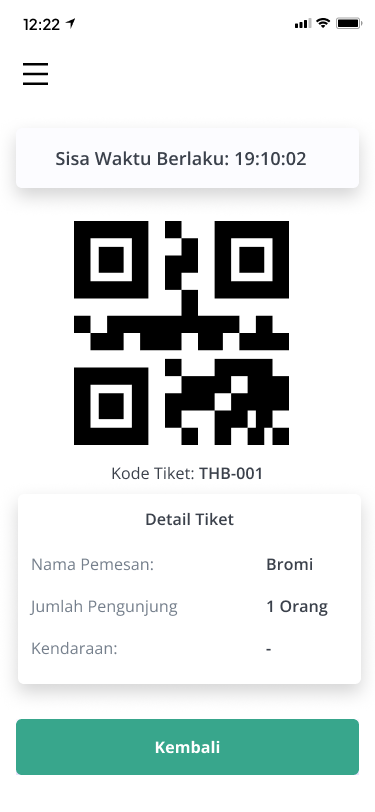 12:22
Sisa Waktu Berlaku: 19:10:02
Kode Tiket: THB-001
Detail Tiket
Nama Pemesan: Bromi
Jumlah Pengunjung 1 Orang
Kendaraan: -
Kembali